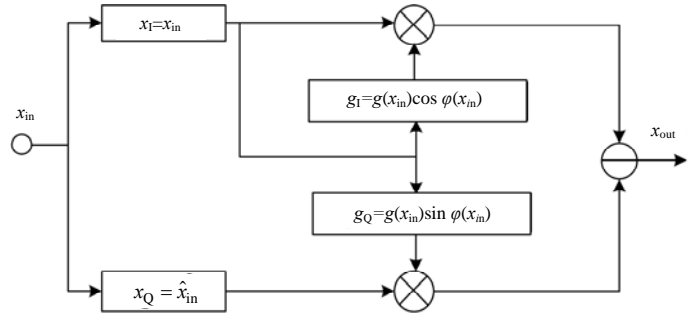 x_I=x_in
g_I=g(x_in)cos φ(x_in)
x_in
x_out
g_Q=g(x_in)sin φ(x_in)
x_Q = x̂_in